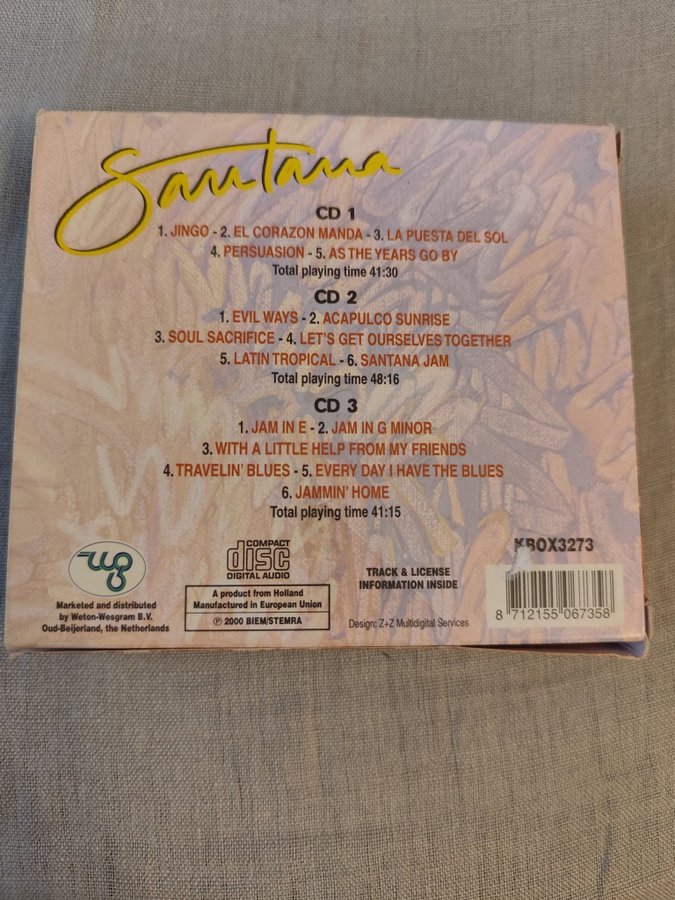 Santana
CD 1
1. JINGO - 2. EL CORAZON MANDA - 3. LA PUESTA DEL SOL
4. PERSUASION - 5. AS THE YEARS GO BY
Total playing time 41:30
CD 2
1. EVIL WAYS - 2. ACAPULCO SUNRISE
3. SOUL SACRIFICE - 4. LET'S GET OURSELVES TOGETHER
5. LATIN TROPICAL - 6. SANTANA JAM
Total playing time 48:16
CD 3
1. JAM IN E - 2. JAM IN G MINOR
3. WITH A LITTLE HELP FROM MY FRIENDS
4. TRAVELIN' BLUES - 5. EVERY DAY I HAVE THE BLUES
6. JAMMIN' HOME
Total playing time 41:15
wg
Marketed and distributed
by Weton-Wesgram B.V.
Oud-Beijerland, the Netherlands
COMPACT
disc
DIGITAL AUDIO
A product from Holland
Manufactured in European Union
℗ 2000 BIEM/STEMRA
TRACK & LICENSE
INFORMATION INSIDE
Design: Z+Z Multidigital Services
KBOX3273
8 712155 067358